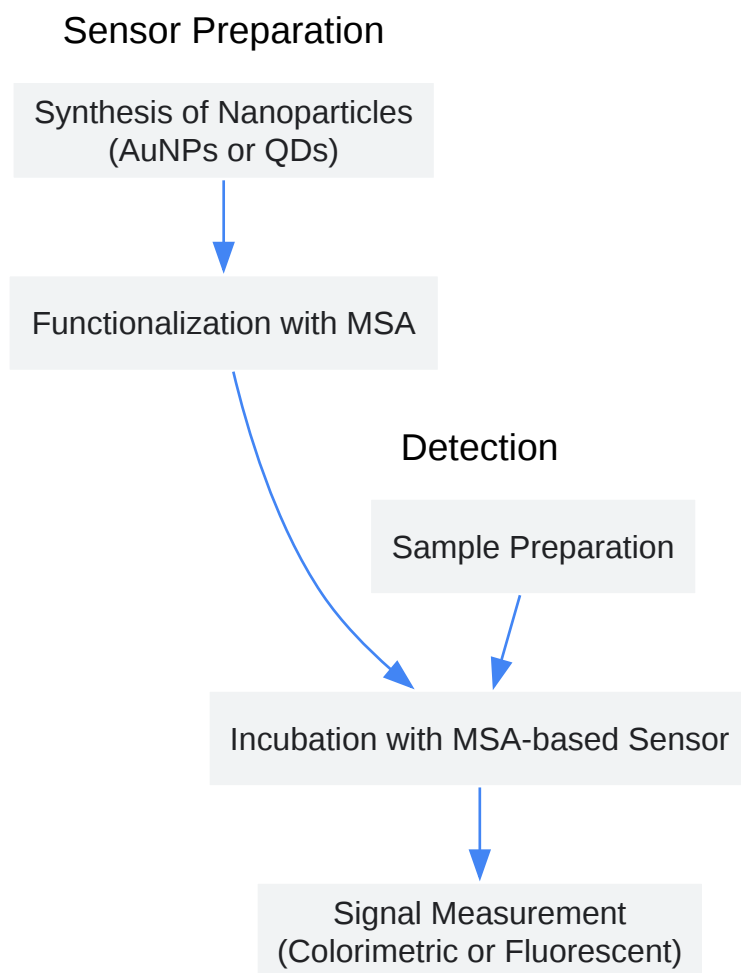 Sensor Preparation
Synthesis of Nanoparticles
(AuNPs or QDs)
Functionalization with MSA
Detection
Sample Preparation
Incubation with MSA-based Sensor
Signal Measurement
(Colorimetric or Fluorescent)